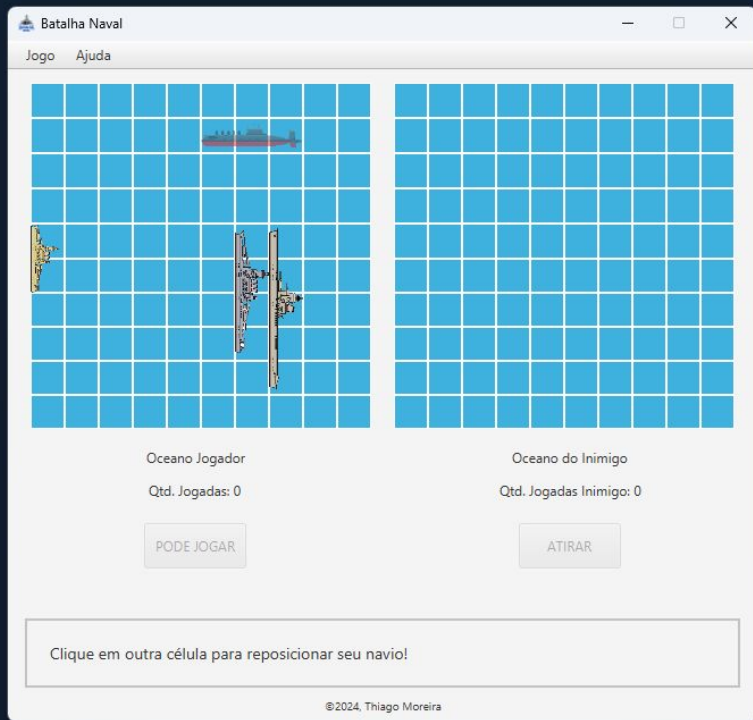 Batalha Naval
Jogo Ajuda
Oceano Jogador
Oceano do Inimigo
Qtd. Jogadas: 0
Qtd. Jogadas Inimigo: 0
PODE JOGAR
ATIRAR
Clique em outra célula para reposicionar seu navio!
©2024, Thiago Moreira